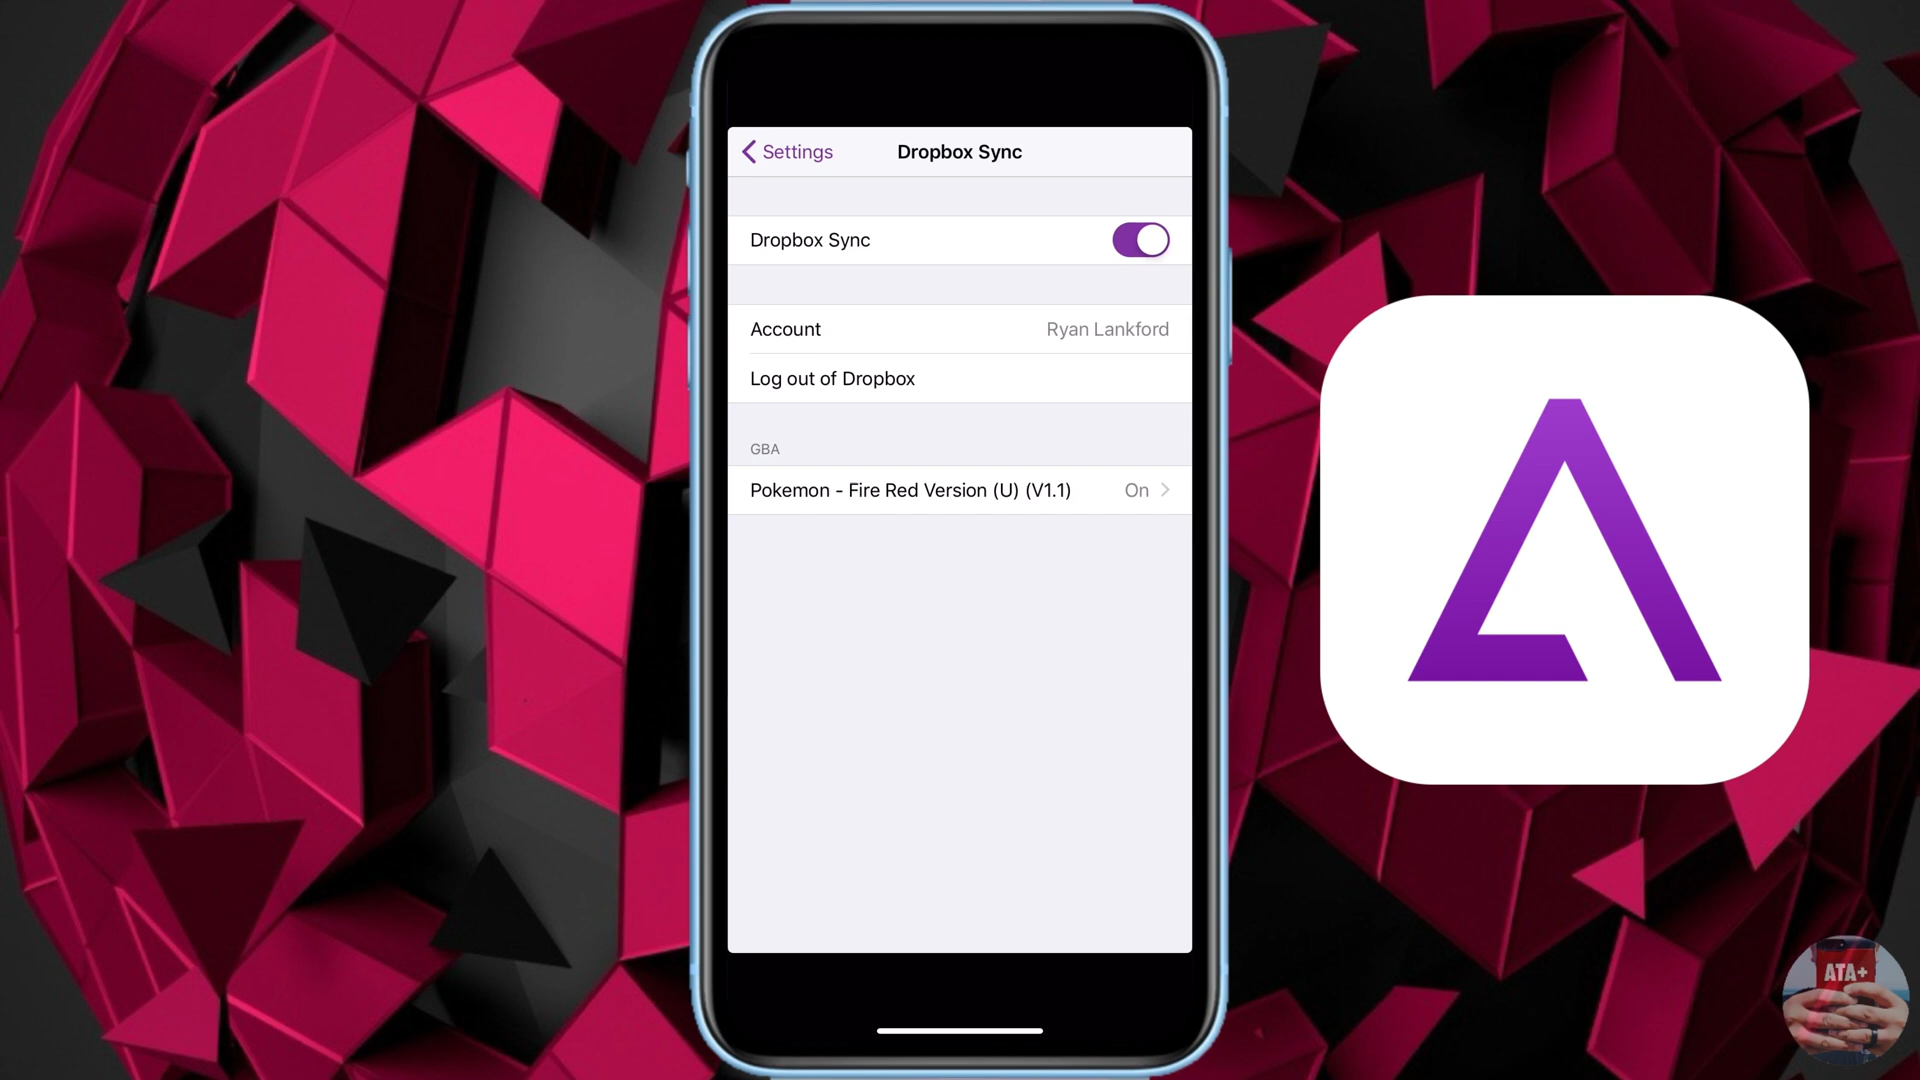 Settings Dropbox Sync
Dropbox Sync
Account Ryan Lankford
Log out of Dropbox
GBA
Pokemon - Fire Red Version (U) (V1.1) On
ATA+